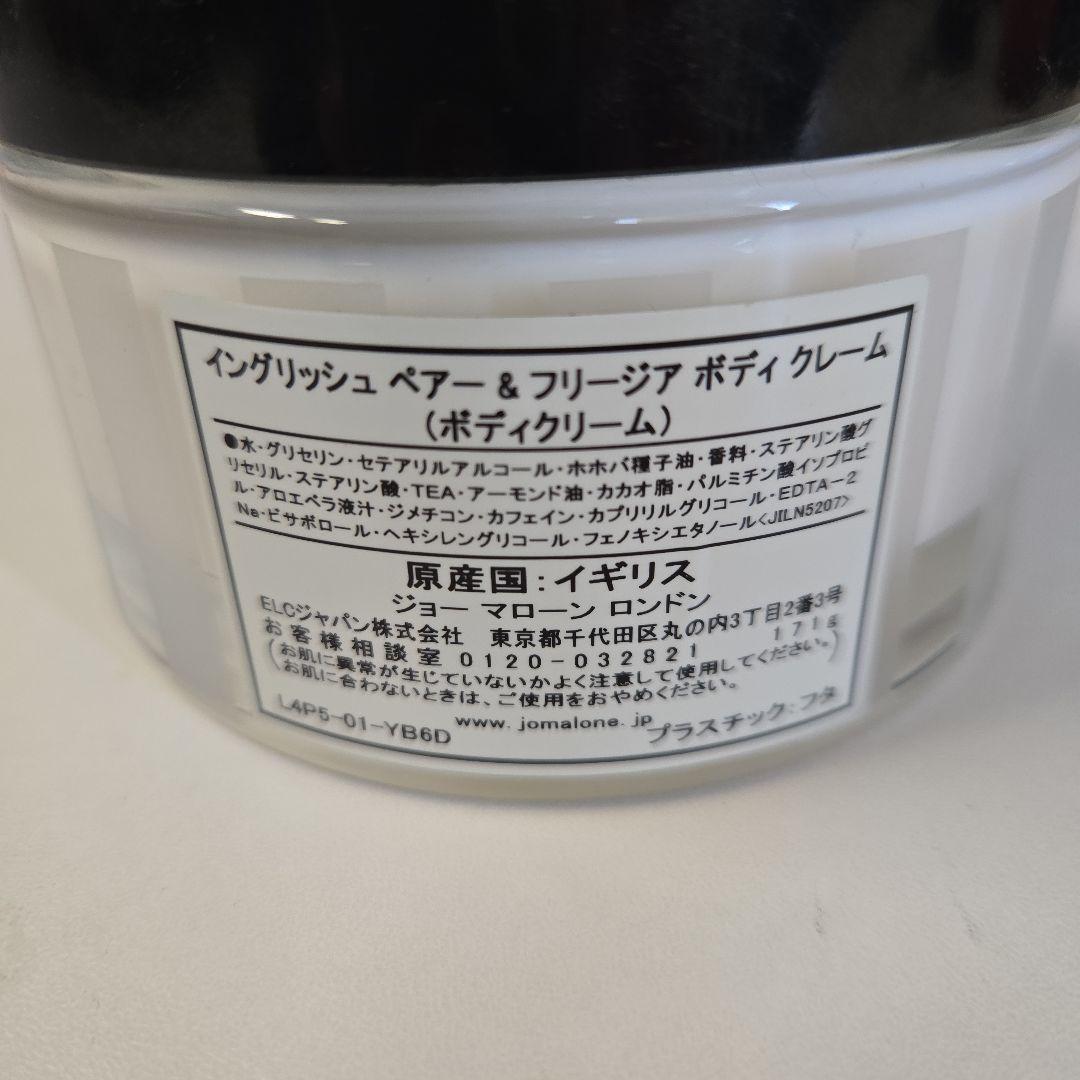 イングリッシュ ペアー & フリージア ボディ クレーム
(ボディクリーム)
●水・グリセリン・セテアリルアルコール・ホホバ種子油・香料・ステアリン酸グ
リセリル・ステアリン酸・TEA・アーモンド油・カカオ脂・パルミチン酸イソプロピ
ル・アロエベラ液汁・ジメチコン・カフェイン・カプリリルグリコール・EDTA-2
Na・ビサボロール・ヘキシレングリコール・フェノキシエタノール<JILN5207>
原産国:イギリス
ジョー マローン ロンドン
ELCジャパン株式会社 東京都千代田区丸の内3丁目2番3号
お客様相談室 0120-032821 171g
(お肌に異常が生じていないかよく注意して使用してください。
お肌に合わないときは、ご使用をおやめください。)
www.jomalone.jp
L4P5-01-YB6D プラスチック:フタ